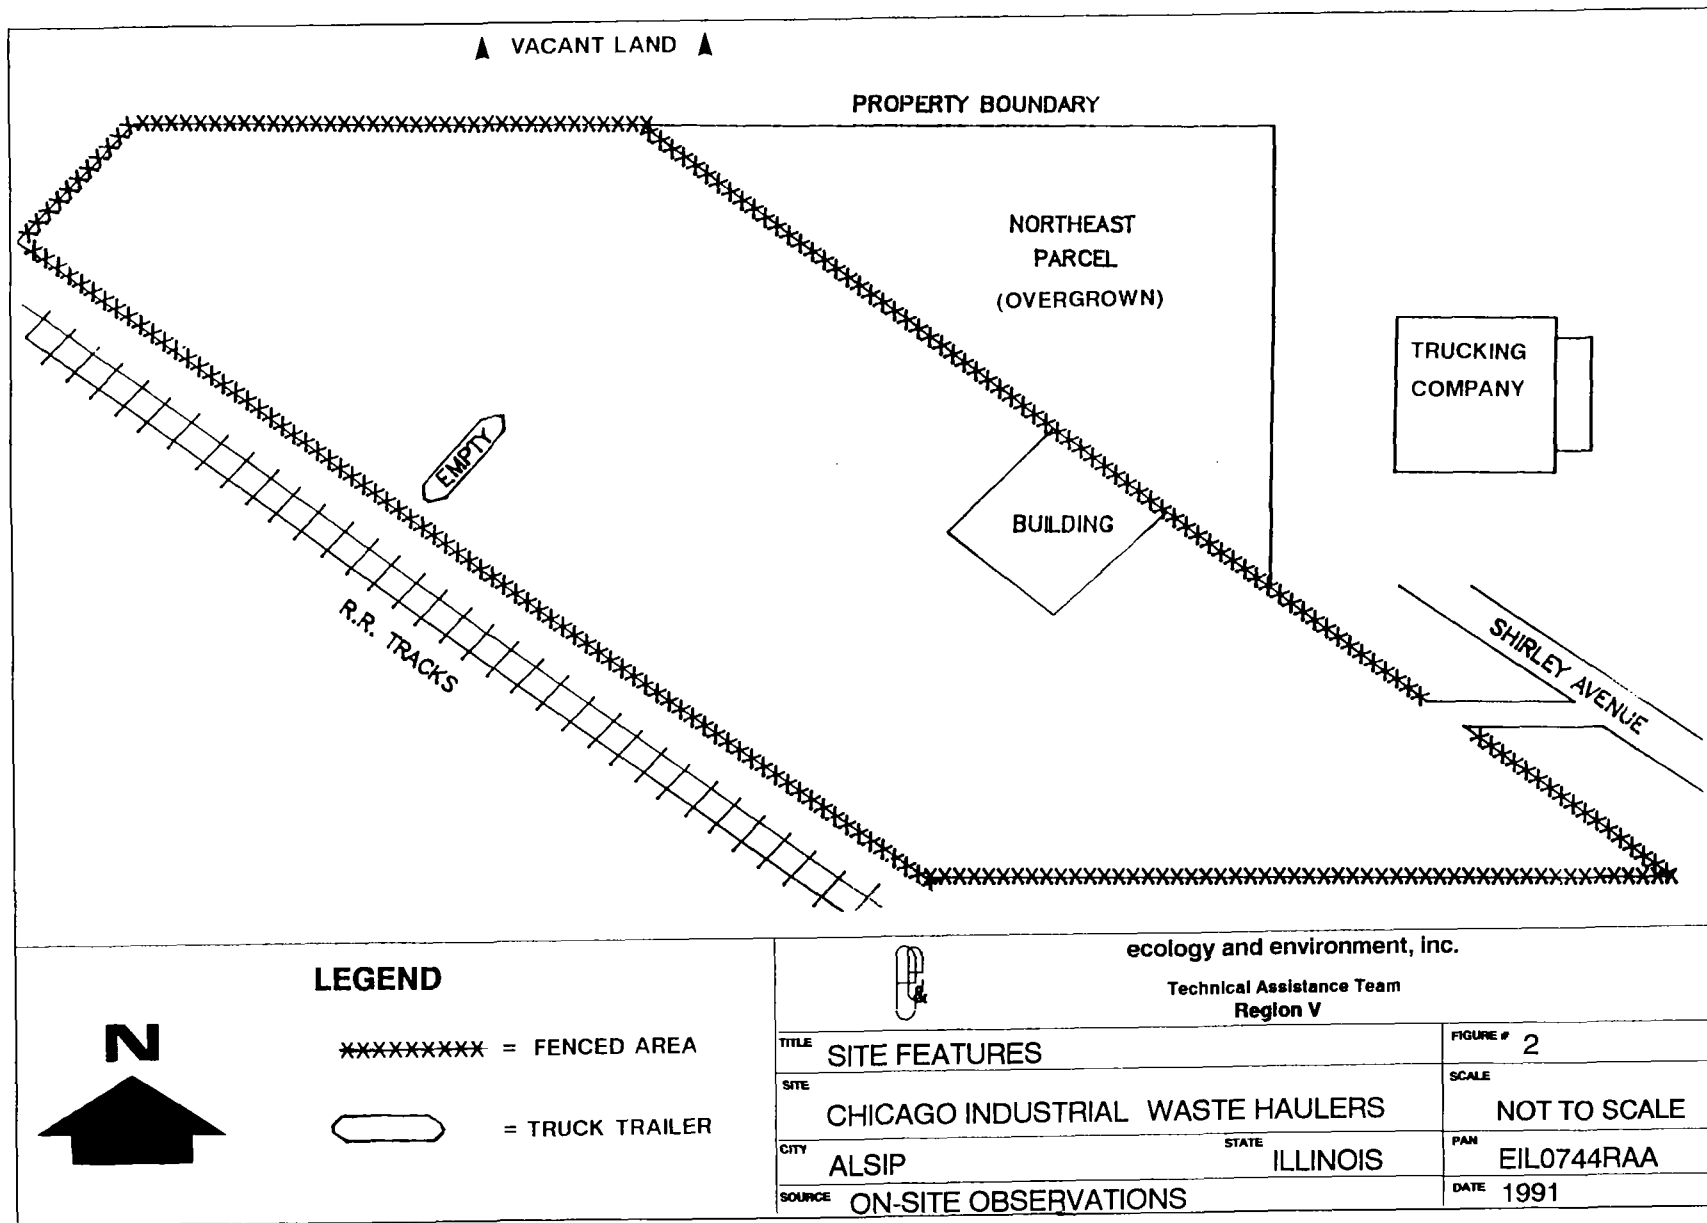 VACANT LAND
PROPERTY BOUNDARY
NORTHEAST
PARCEL
(OVERGROWN)
TRUCKING
COMPANY
EMPTY
BUILDING
R.R. TRACKS
SHIRLEY AVENUE
LEGEND
N
XXXXXXXXX = FENCED AREA
= TRUCK TRAILER
e & e
ecology and environment, inc.
Technical Assistance Team
Region V
TITLE SITE FEATURES
FIGURE # 2
SITE CHICAGO INDUSTRIAL WASTE HAULERS
SCALE NOT TO SCALE
CITY ALSIP STATE ILLINOIS
PAN EIL0744RAA
SOURCE ON-SITE OBSERVATIONS
DATE 1991